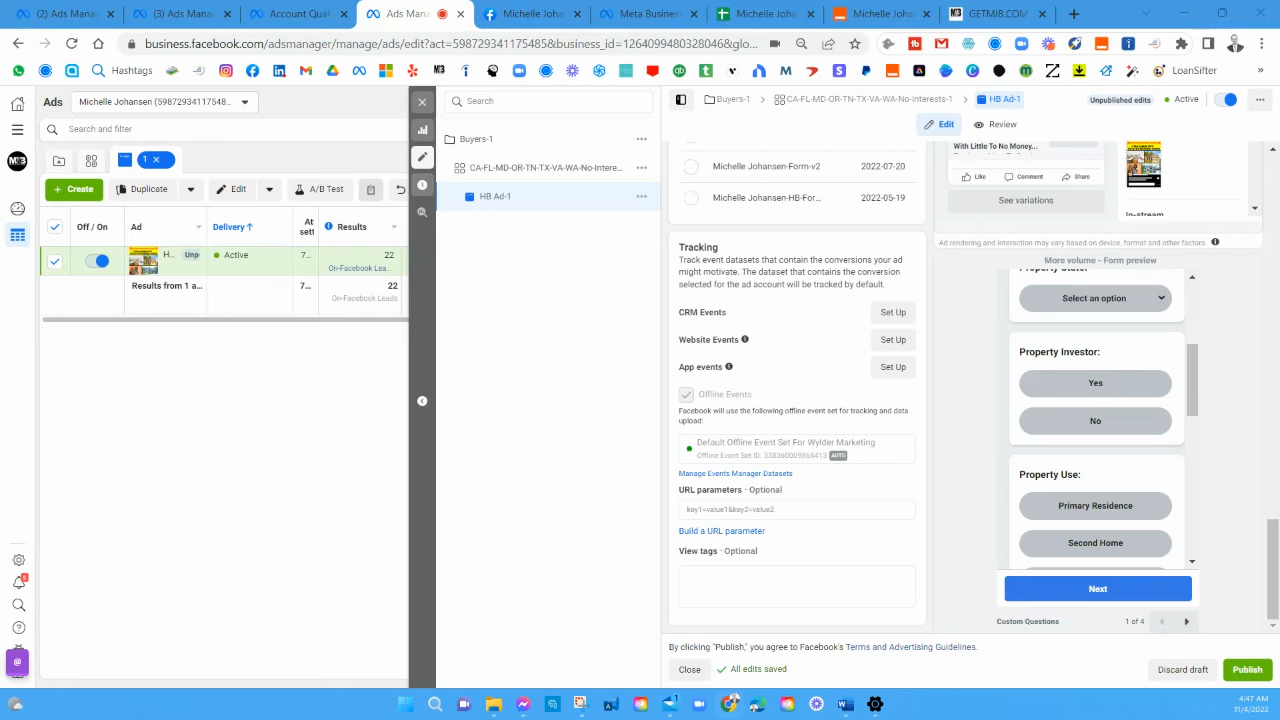 Ads Mana
(3) Ads Mana
Account Quali
Ads Man
Michelle Johan
Meta Business
Michelle Johan
Michelle Johan
GETMIB.COM
business.facebook.com/adsmanager/manage/ads/edit?act=598729341175485&business_id=1264099480328046&glo...
Hashtags
LoanSifter
Ads
Michelle Johansen (59872934117548...
Search and filter
1
Create
Duplicate
Edit
A/B Test
Off / On
Ad
Delivery ↑
At
sett
Results
H...
Unp
Active
7...
22
On-Facebook Lea...
Results from 1 a...
7...
22
On-Facebook Leads
Search
Buyers-1
CA-FL-MD-OR-TN-TX-VA-WA-No-Intere...
HB Ad-1
Buyers-1
CA-FL-MD-OR-TN-TX-VA-WA-No-Interests-1
HB Ad-1
Unpublished edits
Active
Edit
Review
Michelle Johansen-Form-v2
2022-07-20
Michelle Johansen-HB-For...
2022-05-19
Tracking
Track event datasets that contain the conversions your ad
might motivate. The dataset that contains the conversion
selected for the ad account will be tracked by default.
CRM Events
Set Up
Website Events
Set Up
App events
Set Up
Offline Events
Facebook will use the following offline event set for tracking and data
upload:
Default Offline Event Set For Wylder Marketing
Offline Event Set ID: 338360009868413
AUTO
Manage Events Manager Datasets
URL parameters · Optional
key1=value1&key2=value2
Build a URL parameter
View tags · Optional
With Little To No Money...
Like
Comment
Share
See variations
In-stream
Ad rendering and interaction may vary based on device, format and other factors.
More volume - Form preview
Property State:
Select an option
Property Investor:
Yes
No
Property Use:
Primary Residence
Second Home
Next
Custom Questions
1 of 4
By clicking "Publish," you agree to Facebook's Terms and Advertising Guidelines.
Close
All edits saved
Discard draft
Publish
4:47 AM
11/4/2022